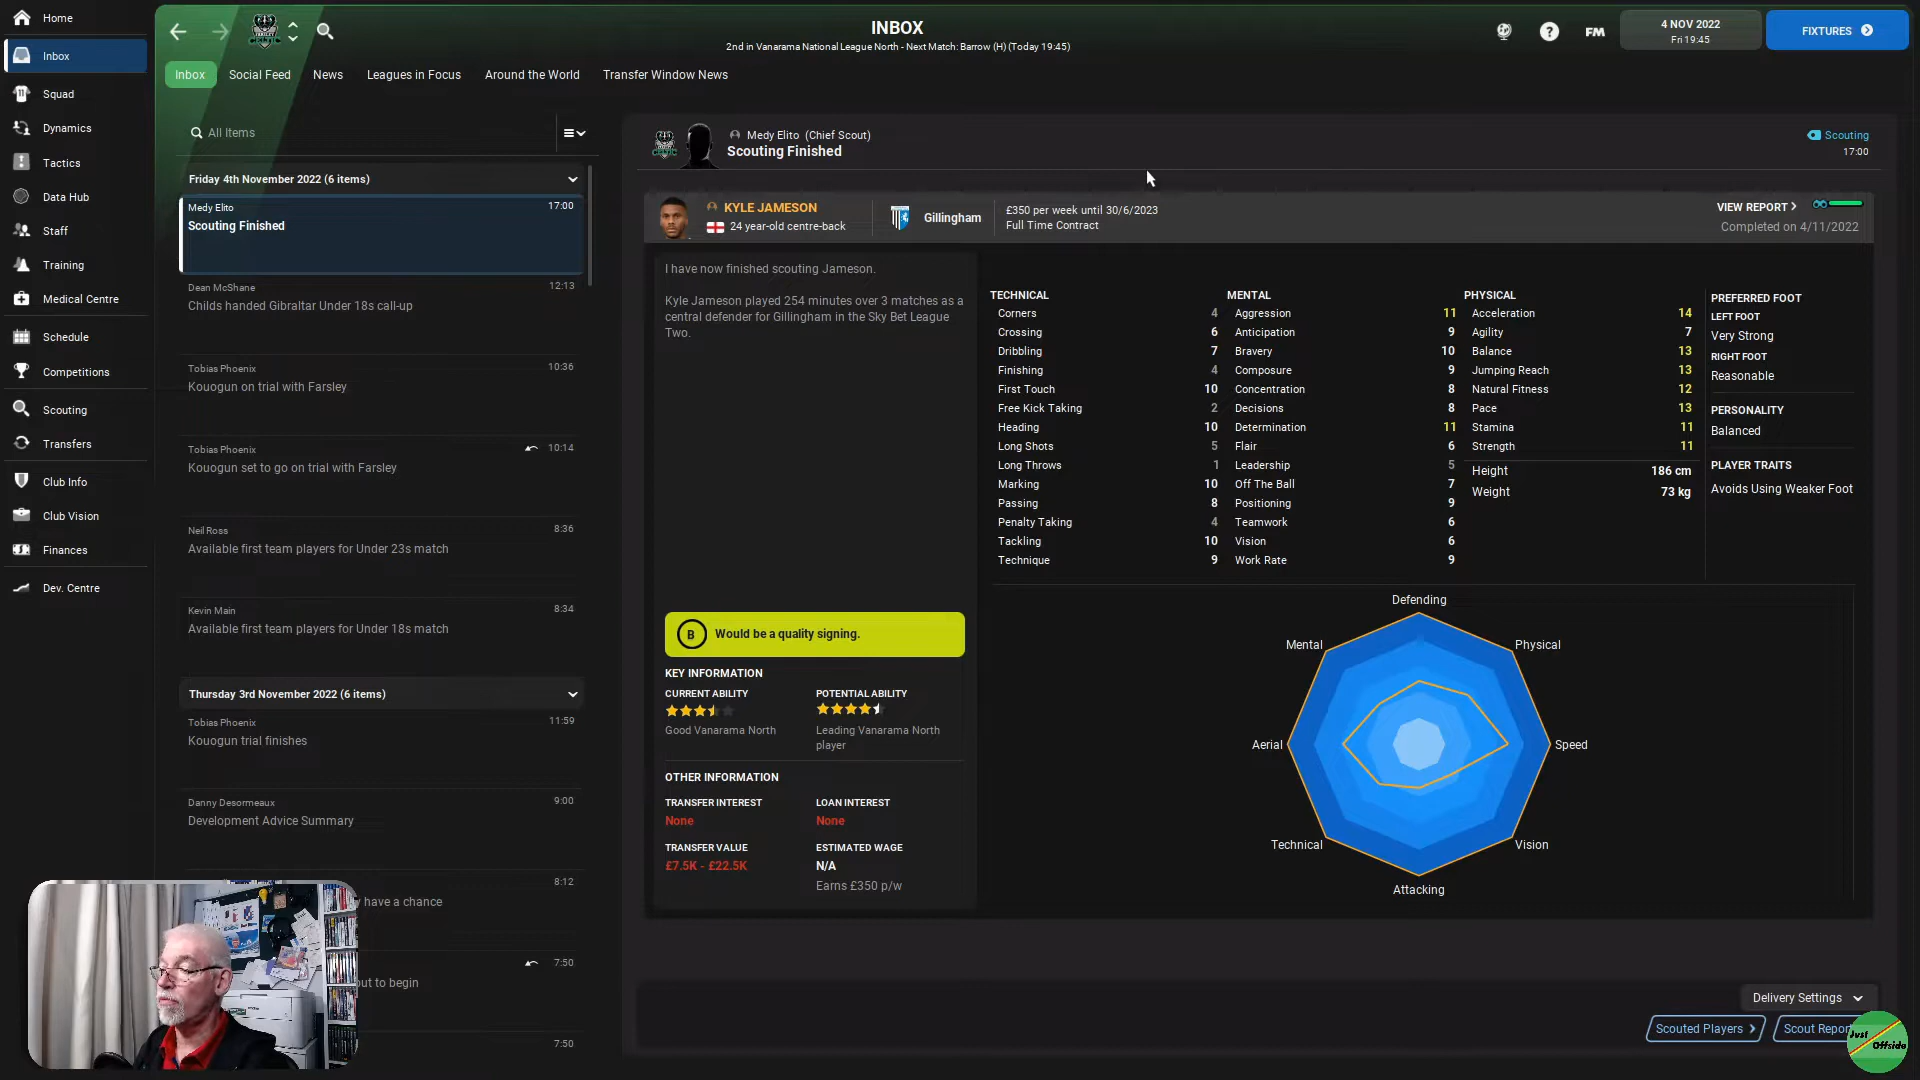 Home
Inbox
Squad
Dynamics
Tactics
Data Hub
Staff
Training
Medical Centre
Schedule
Competitions
Scouting
Transfers
Club Info
Club Vision
Finances
Dev. Centre
INBOX
2nd in Vanarama National League North - Next Match: Barrow (H) (Today 19:45)
FM
4 NOV 2022
Fri 19:45
FIXTURES
Inbox Social Feed News Leagues in Focus Around the World Transfer Window News
All Items
Friday 4th November 2022 (6 items)
Medy Elito 17:00
Scouting Finished
Dean McShane 12:13
Childs handed Gibraltar Under 18s call-up
Tobias Phoenix 10:36
Kouogun on trial with Farsley
Tobias Phoenix 10:14
Kouogun set to go on trial with Farsley
Neil Ross 8:36
Available first team players for Under 23s match
Kevin Main 8:34
Available first team players for Under 18s match
Thursday 3rd November 2022 (6 items)
Tobias Phoenix 11:59
Kouogun trial finishes
Danny Desormeaux 9:00
Development Advice Summary
8:12
have a chance
7:50
to begin
7:50
Medy Elito (Chief Scout)
Scouting Finished
Scouting
17:00
KYLE JAMESON
24 year-old centre-back
Gillingham
£350 per week until 30/6/2023
Full Time Contract
VIEW REPORT
Completed on 4/11/2022
I have now finished scouting Jameson.
Kyle Jameson played 254 minutes over 3 matches as a
central defender for Gillingham in the Sky Bet League
Two.
B Would be a quality signing.
KEY INFORMATION
CURRENT ABILITY POTENTIAL ABILITY
Good Vanarama North Leading Vanarama North
player
OTHER INFORMATION
TRANSFER INTEREST LOAN INTEREST
None None
TRANSFER VALUE ESTIMATED WAGE
£7.5K - £22.5K N/A
Earns £350 p/w
TECHNICAL
Corners 4
Crossing 6
Dribbling 7
Finishing 4
First Touch 10
Free Kick Taking 2
Heading 10
Long Shots 5
Long Throws 1
Marking 10
Passing 8
Penalty Taking 4
Tackling 10
Technique 9
MENTAL
Aggression 11
Anticipation 9
Bravery 10
Composure 9
Concentration 8
Decisions 8
Determination 11
Flair 6
Leadership 5
Off The Ball 7
Positioning 9
Teamwork 6
Vision 6
Work Rate 9
PHYSICAL
Acceleration 14
Agility 7
Balance 13
Jumping Reach 13
Natural Fitness 12
Pace 13
Stamina 11
Strength 11
Height 186 cm
Weight 73 kg
PREFERRED FOOT
LEFT FOOT
Very Strong
RIGHT FOOT
Reasonable
PERSONALITY
Balanced
PLAYER TRAITS
Avoids Using Weaker Foot
Defending
Mental Physical
Aerial Speed
Technical Vision
Attacking
Delivery Settings
Scouted Players
Scout Repor
Just
Offside